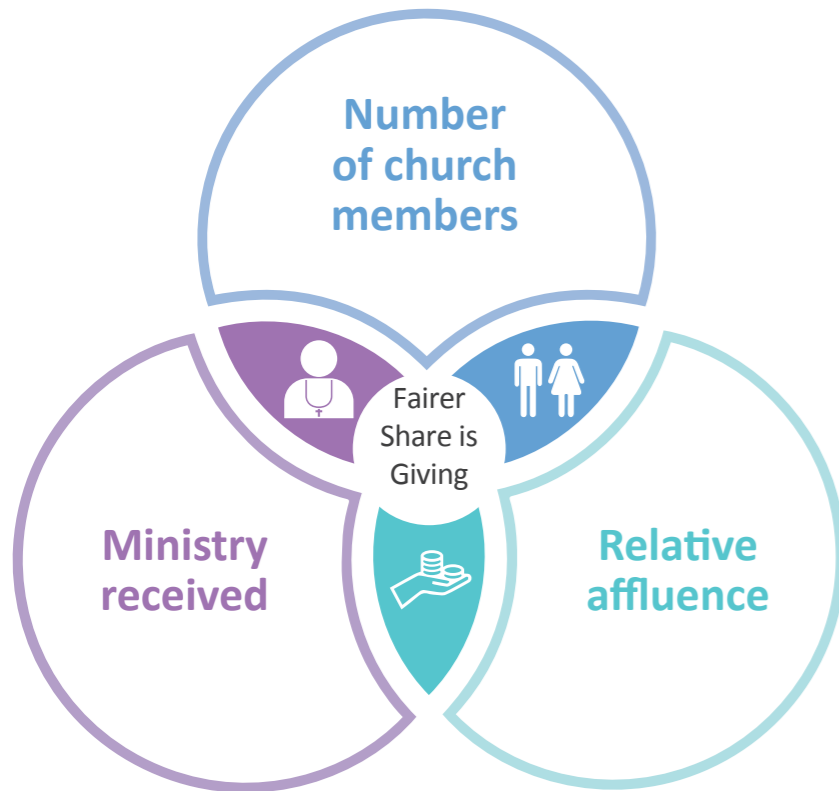 Number
of church
members
Fairer
Share is
Giving
Ministry
received
Relative
affluence